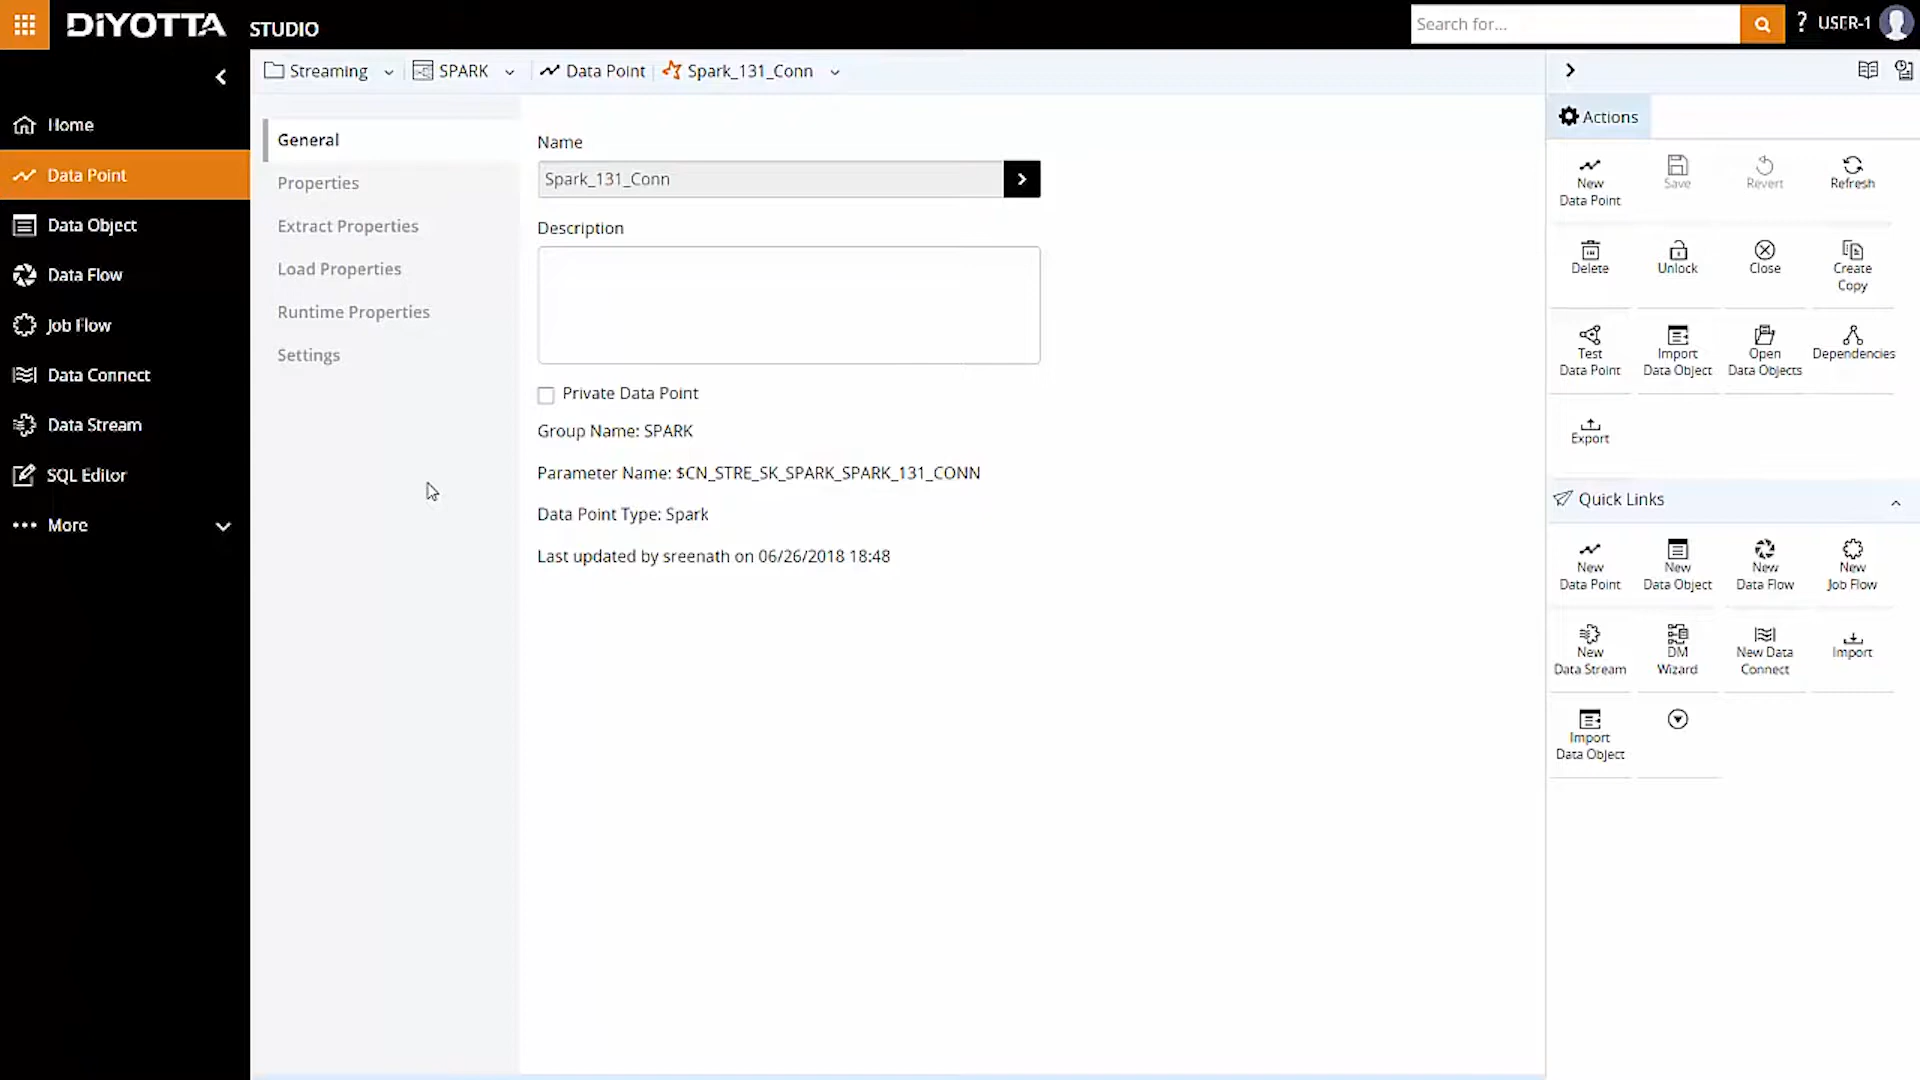 DiYOTTA STUDIO
Search for...
? USER-1
Streaming SPARK Data Point Spark_131_Conn
Home
Data Point
Data Object
Data Flow
Job Flow
Data Connect
Data Stream
SQL Editor
More
General
Properties
Extract Properties
Load Properties
Runtime Properties
Settings
Name
Spark_131_Conn
Description
Private Data Point
Group Name: SPARK
Parameter Name: $CN_STRE_SK_SPARK_SPARK_131_CONN
Data Point Type: Spark
Last updated by sreenath on 06/26/2018 18:48
Actions
New
Data Point
Save
Revert
Refresh
Delete
Unlock
Close
Create
Copy
Test
Data Point
Import
Data Object
Open
Data Objects
Dependencies
Export
Quick Links
New
Data Point
New
Data Object
New
Data Flow
New
Job Flow
New
Data Stream
DM
Wizard
New Data
Connect
Import
Import
Data Object